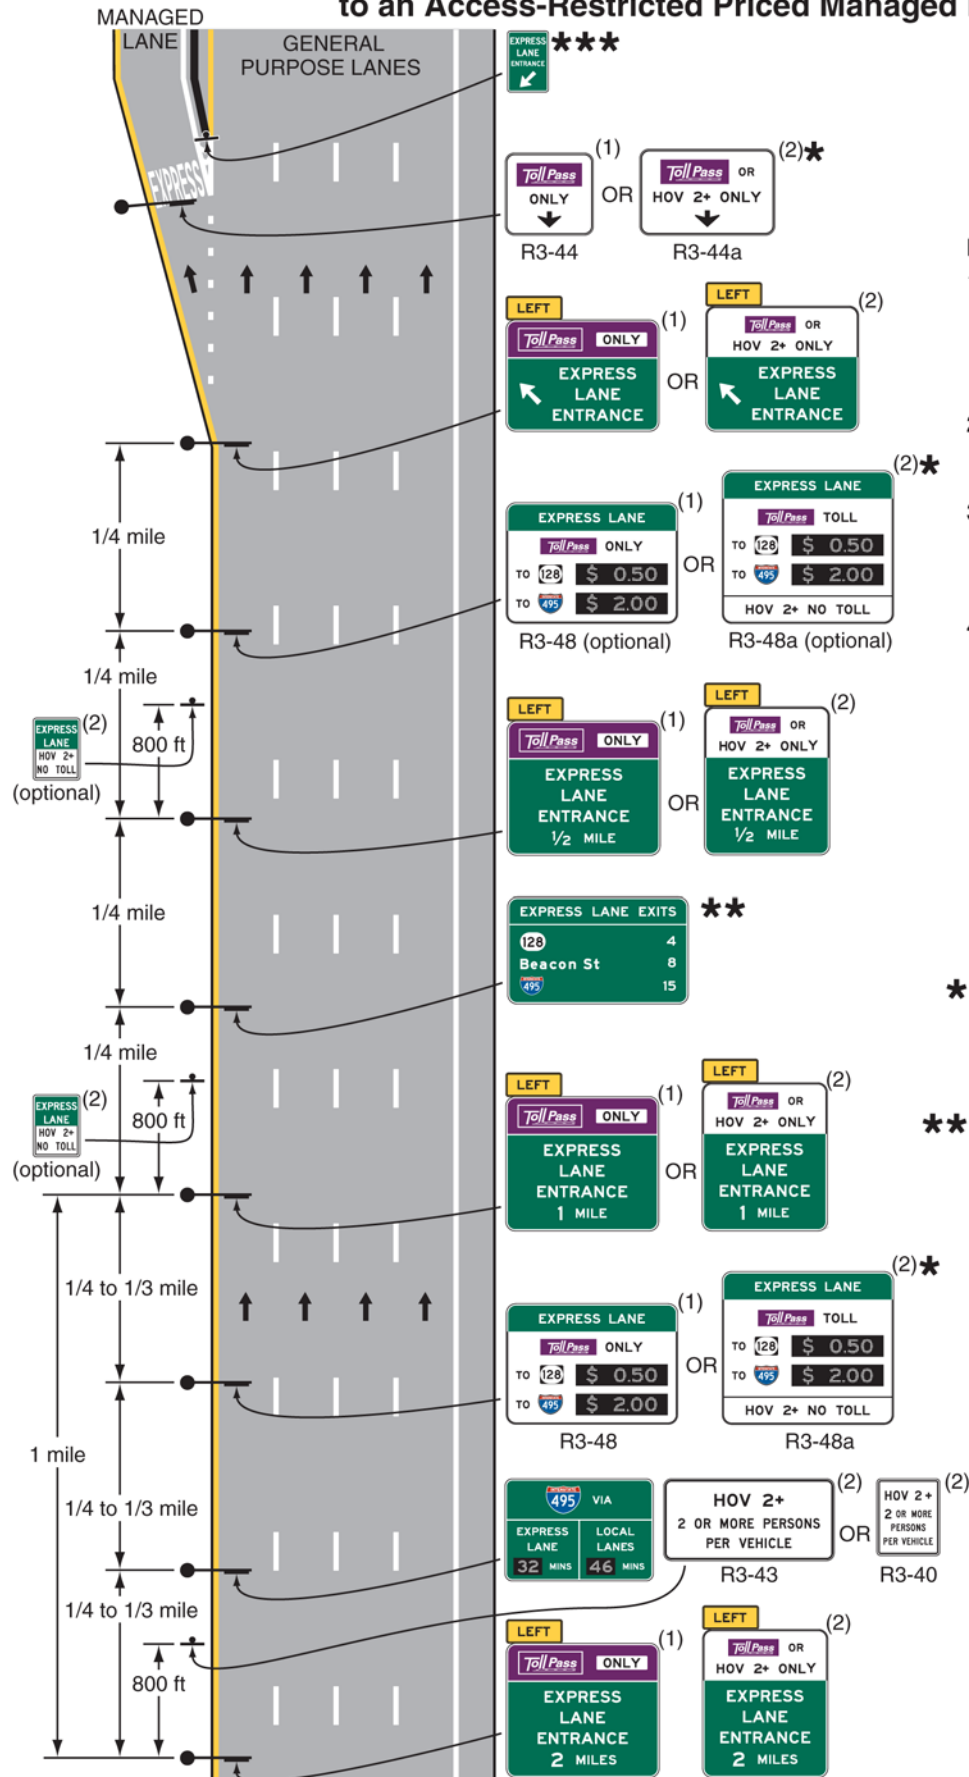 to an Access-Restricted Priced Managed
MANAGED
LANE
GENERAL
PURPOSE LANES
EXPRESS
LANE
ENTRANCE
***
EXPRESS
Toll Pass
ONLY
(1)
OR
Toll Pass OR
HOV 2+ ONLY
(2)*
R3-44
R3-44a
LEFT
Toll Pass ONLY
EXPRESS
LANE
ENTRANCE
(1)
OR
LEFT
Toll Pass OR
HOV 2+ ONLY
EXPRESS
LANE
ENTRANCE
(2)
1/4 mile
EXPRESS LANE
Toll Pass ONLY
TO 128 $ 0.50
TO 495 $ 2.00
(1)
OR
EXPRESS LANE
Toll Pass TOLL
TO 128 $ 0.50
TO 495 $ 2.00
HOV 2+ NO TOLL
(2)*
R3-48 (optional)
R3-48a (optional)
1/4 mile
800 ft
EXPRESS
LANE
HOV 2+
NO TOLL
(2)
(optional)
LEFT
Toll Pass ONLY
EXPRESS
LANE
ENTRANCE
1/2 MILE
(1)
OR
LEFT
Toll Pass OR
HOV 2+ ONLY
EXPRESS
LANE
ENTRANCE
1/2 MILE
(2)
1/4 mile
EXPRESS LANE EXITS
128 4
Beacon St 8
495 15
**
*
1/4 mile
800 ft
EXPRESS
LANE
HOV 2+
NO TOLL
(2)
(optional)
LEFT
Toll Pass ONLY
EXPRESS
LANE
ENTRANCE
1 MILE
(1)
OR
LEFT
Toll Pass OR
HOV 2+ ONLY
EXPRESS
LANE
ENTRANCE
1 MILE
(2)
**
1/4 to 1/3 mile
EXPRESS LANE
Toll Pass ONLY
TO 128 $ 0.50
TO 495 $ 2.00
(1)
OR
EXPRESS LANE
Toll Pass TOLL
TO 128 $ 0.50
TO 495 $ 2.00
HOV 2+ NO TOLL
(2)*
R3-48
R3-48a
1 mile
1/4 to 1/3 mile
INTERSTATE
495 VIA
EXPRESS
LANE
32 MINS
LOCAL
LANES
46 MINS
HOV 2+
2 OR MORE PERSONS
PER VEHICLE
(2)
OR
HOV 2+
2 OR MORE
PERSONS
PER VEHICLE
(2)
R3-43
R3-40
1/4 to 1/3 mile
800 ft
LEFT
Toll Pass ONLY
EXPRESS
LANE
ENTRANCE
2 MILES
(1)
LEFT
Toll Pass OR
HOV 2+ ONLY
EXPRESS
LANE
ENTRANCE
2 MILES
(2)